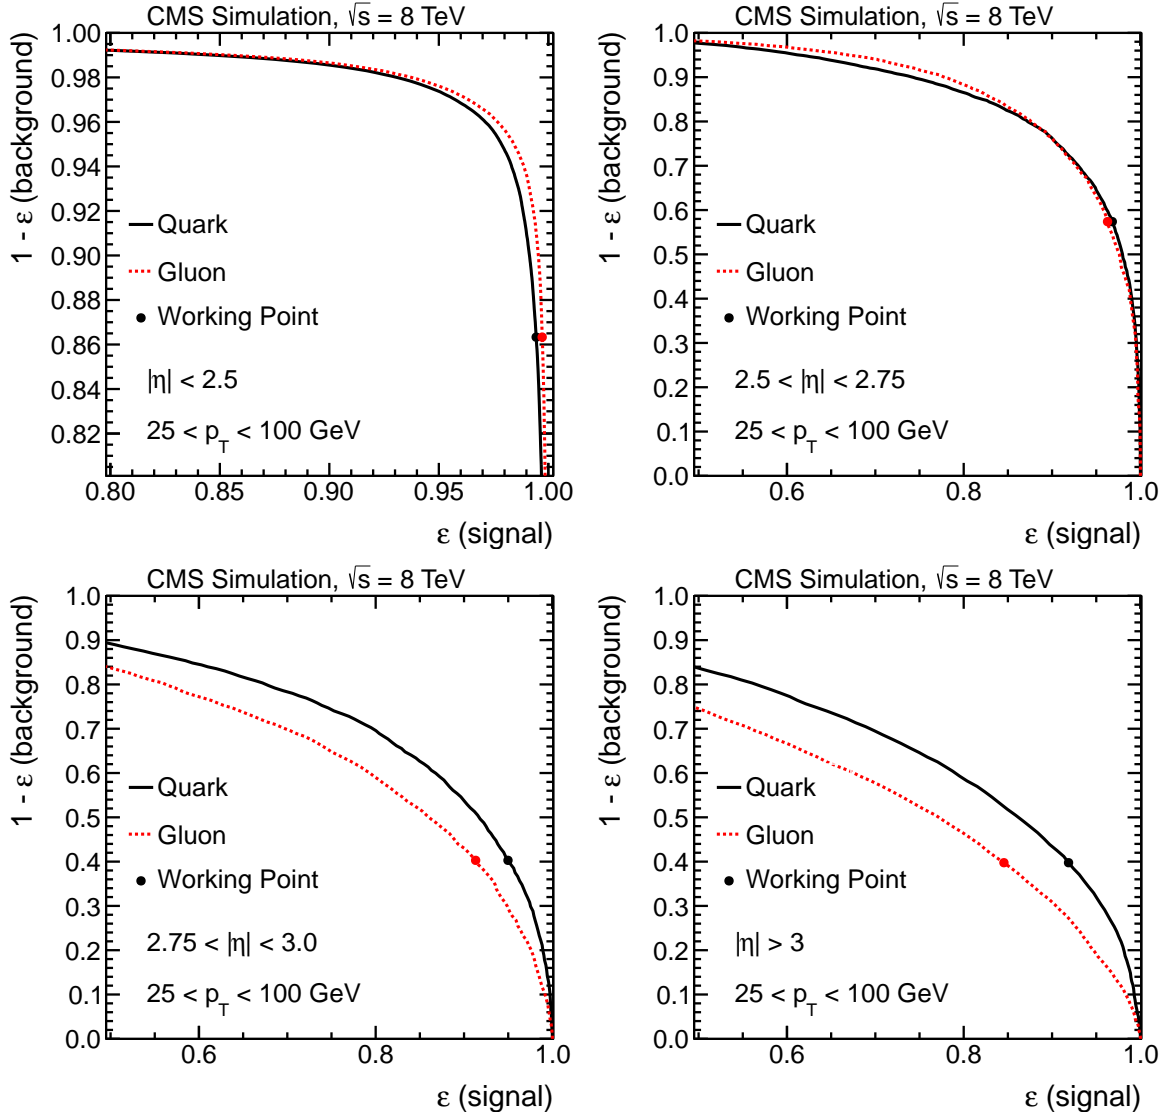 CMS Simulation, √s = 8 TeV
1 - ε (background)
1.00
0.98
0.96
0.94
0.92
0.90
0.88
0.86
0.84
0.82
Quark
Gluon
Working Point
|η| < 2.5
25 < p_T < 100 GeV
0.80 0.85 0.90 0.95 1.00
ε (signal)
CMS Simulation, √s = 8 TeV
1 - ε (background)
1.0
0.9
0.8
0.7
0.6
0.5
0.4
0.3
0.2
0.1
0.0
Quark
Gluon
Working Point
2.5 < |η| < 2.75
25 < p_T < 100 GeV
0.6 0.8 1.0
ε (signal)
CMS Simulation, √s = 8 TeV
1 - ε (background)
1.0
0.9
0.8
0.7
0.6
0.5
0.4
0.3
0.2
0.1
0.0
Quark
Gluon
Working Point
2.75 < |η| < 3.0
25 < p_T < 100 GeV
0.6 0.8 1.0
ε (signal)
CMS Simulation, √s = 8 TeV
1 - ε (background)
1.0
0.9
0.8
0.7
0.6
0.5
0.4
0.3
0.2
0.1
0.0
Quark
Gluon
Working Point
|η| > 3
25 < p_T < 100 GeV
0.6 0.8 1.0
ε (signal)